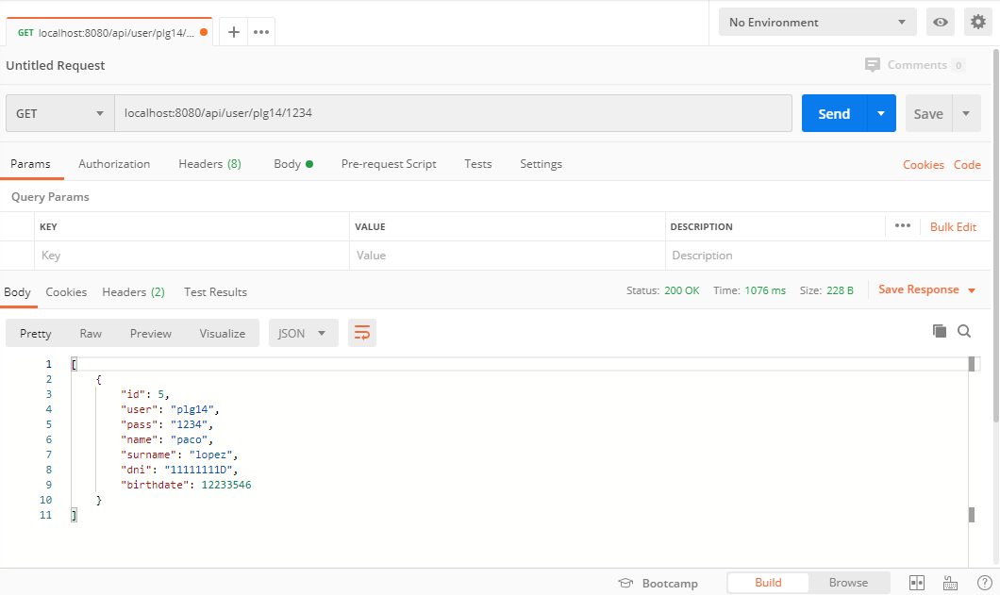 GET localhost:8080/api/user/plg14/...
No Environment
Untitled Request
Comments 0
GET localhost:8080/api/user/plg14/1234 Send Save
Params Authorization Headers (8) Body Pre-request Script Tests Settings Cookies Code
Query Params
KEY VALUE DESCRIPTION Bulk Edit
Key Value Description
Body Cookies Headers (2) Test Results Status: 200 OK Time: 1076 ms Size: 228 B Save Response
Pretty Raw Preview Visualize JSON
1 [
2 {
3 "id": 5,
4 "user": "plg14",
5 "pass": "1234",
6 "name": "paco",
7 "surname": "lopez",
8 "dni": "11111111D",
9 "birthdate": 12233546
10 }
11 ]
Bootcamp Build Browse